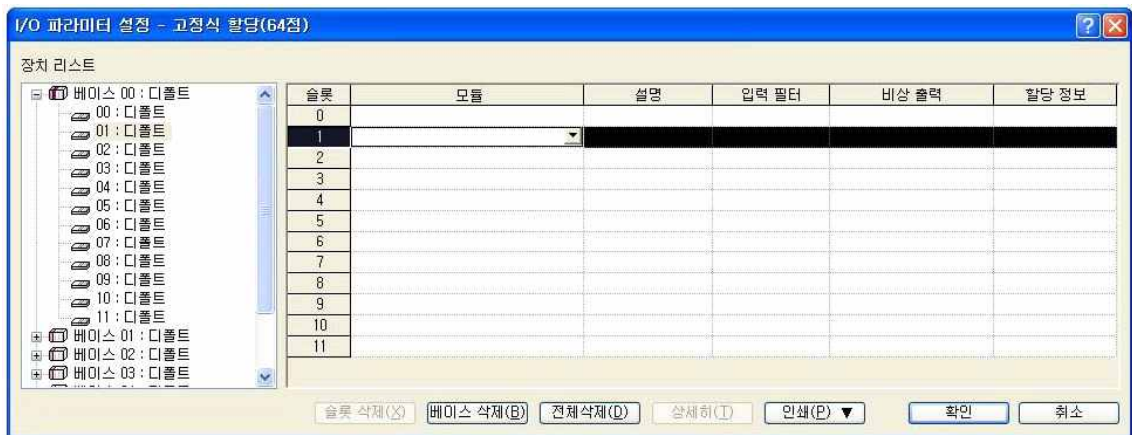 I/O 파라미터 설정 - 고정식 할당(64점)
장치 리스트
베이스 00 : 디폴트
00 : 디폴트
01 : 디폴트
02 : 디폴트
03 : 디폴트
04 : 디폴트
05 : 디폴트
06 : 디폴트
07 : 디폴트
08 : 디폴트
09 : 디폴트
10 : 디폴트
11 : 디폴트
베이스 01 : 디폴트
베이스 02 : 디폴트
베이스 03 : 디폴트
슬롯 모듈 설명 입력 필터 비상 출력 할당 정보
0
1
2
3
4
5
6
7
8
9
10
11
슬롯 삭제(X) 베이스 삭제(B) 전체삭제(D) 상세히(T) 인쇄(P) ▼ 확인 취소